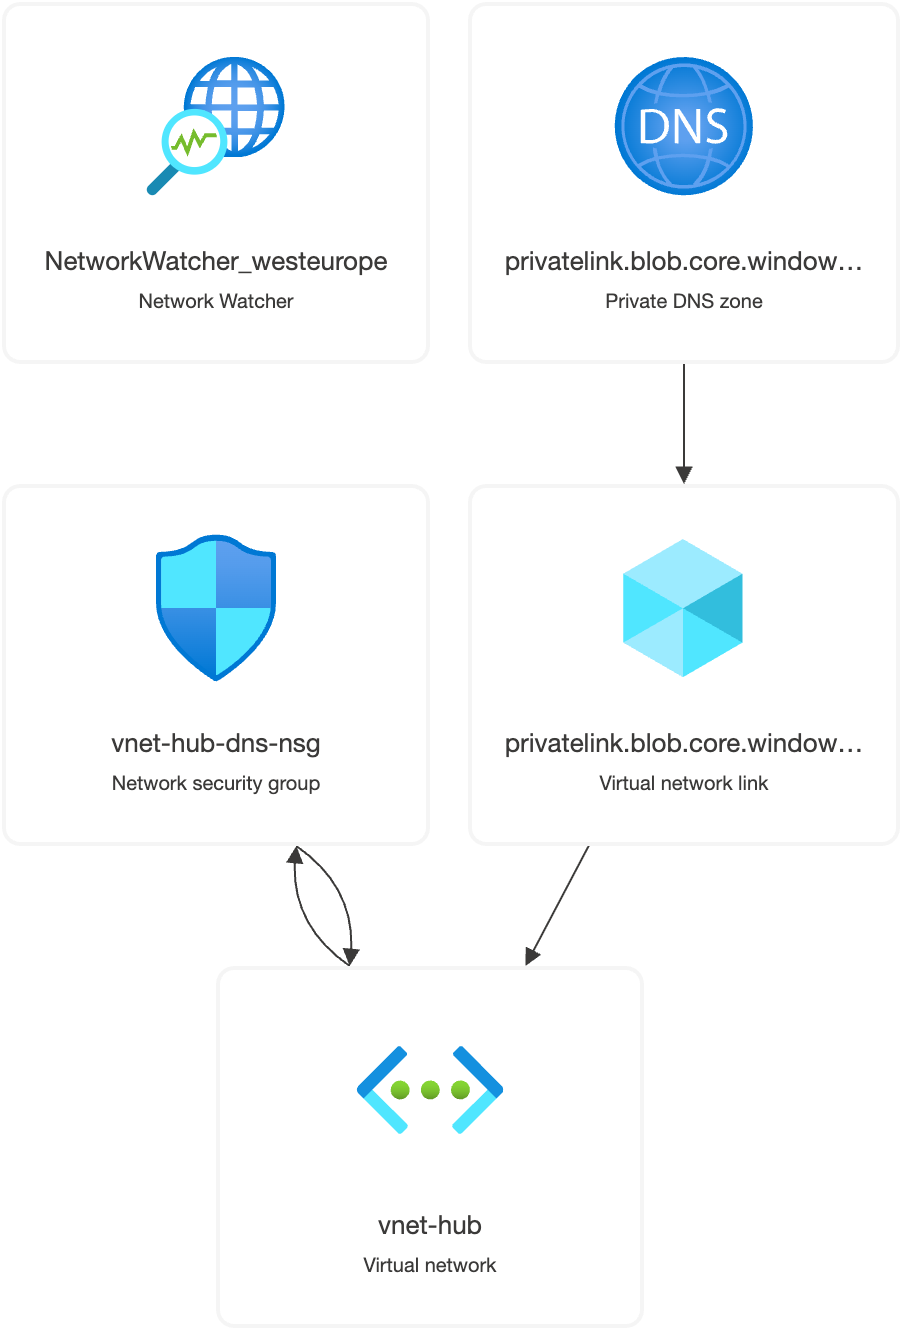 NetworkWatcher_westeurope
Network Watcher
DNS
privatelink.blob.core.window...
Private DNS zone
vnet-hub-dns-nsg
Network security group
privatelink.blob.core.window...
Virtual network link
vnet-hub
Virtual network